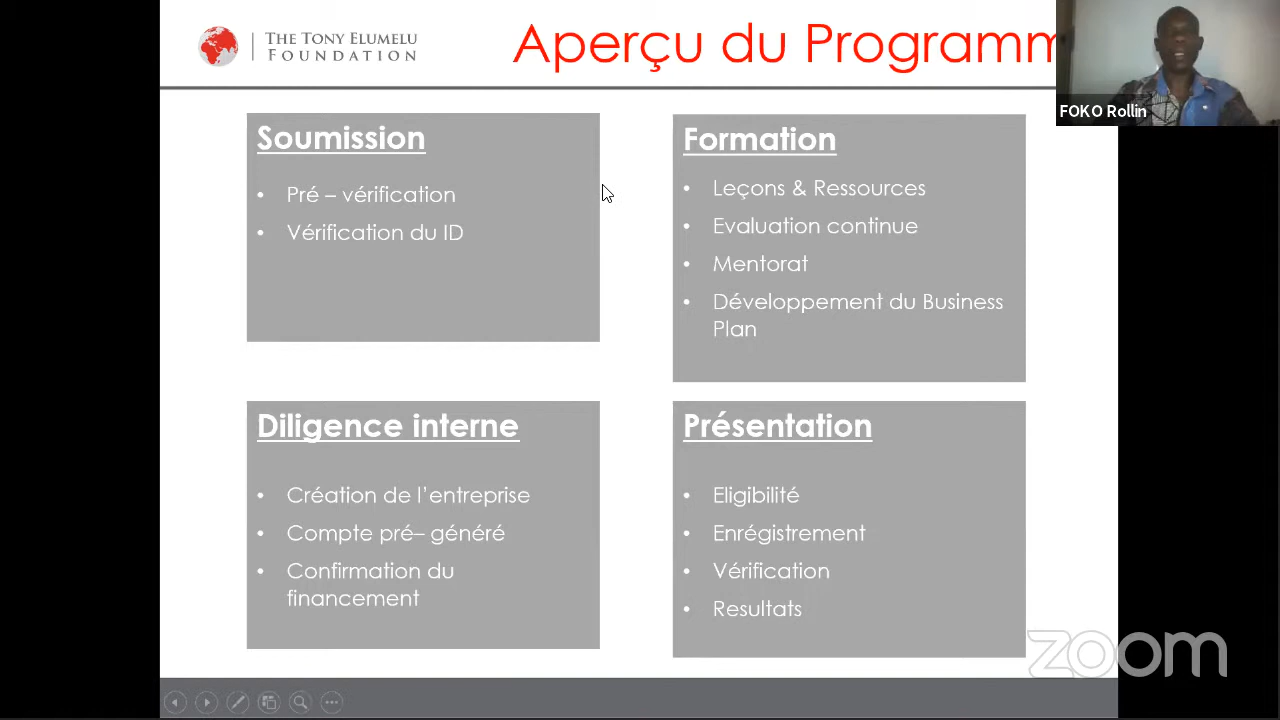 THE TONY ELUMELU
FOUNDATION
Aperçu du Programm
FOKO Rollin
Soumission
• Pré – vérification
• Vérification du ID
Formation
• Leçons & Ressources
• Evaluation continue
• Mentorat
• Développement du Business
Plan
Diligence interne
• Création de l’entreprise
• Compte pré– généré
• Confirmation du
financement
Présentation
• Eligibilité
• Enrégistrement
• Vérification
• Resultats
zoom